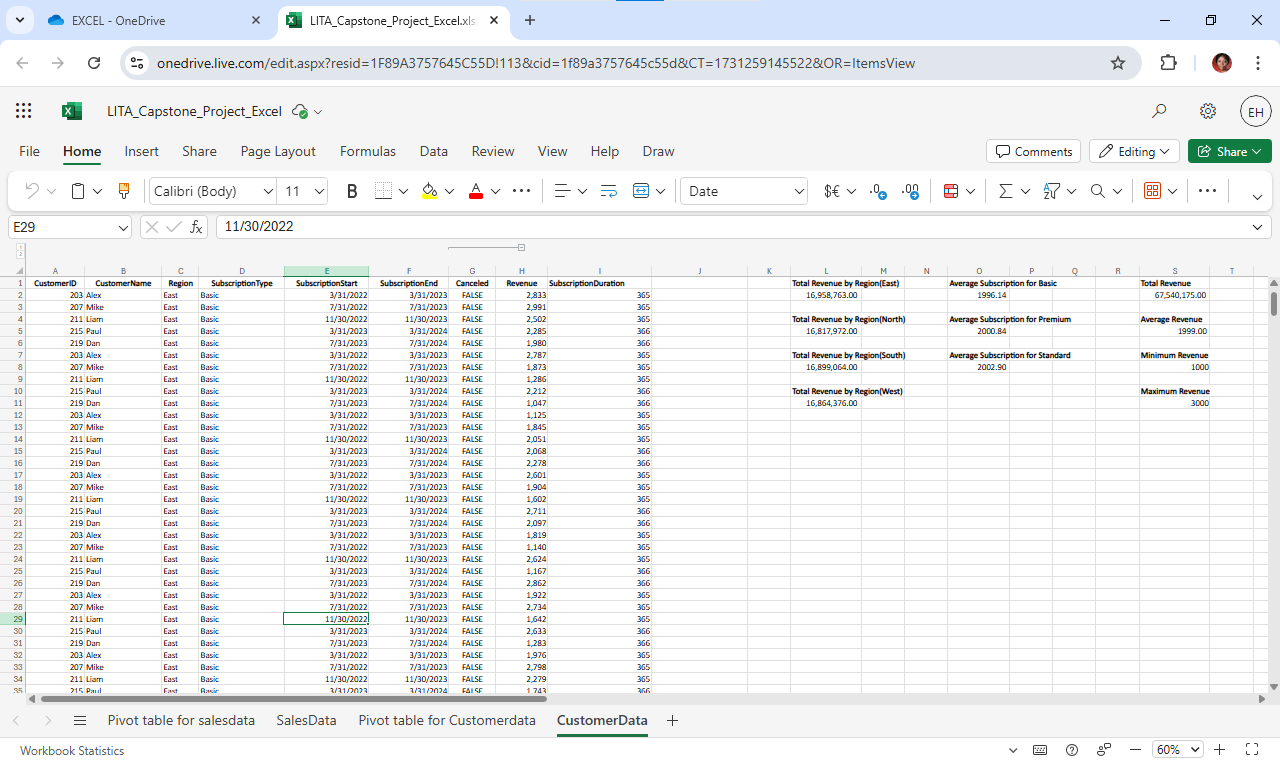 EXCEL - OneDrive
LITA_Capstone_Project_Excel.xls
onedrive.live.com/edit.aspx?resid=1F89A3757645C55D!113&cid=1f89a3757645c55d&CT=1731259145522&OR=ItemsView
LITA_Capstone_Project_Excel
EH
File Home Insert Share Page Layout Formulas Data Review View Help Draw
Comments Editing Share
Calibri (Body) 11 B A Date $€ .0 .00
E29 fx 11/30/2022
1
2
A B C D E F G H I J K L M N O P Q R S T
1 CustomerID CustomerName Region SubscriptionType SubscriptionStart SubscriptionEnd Canceled Revenue SubscriptionDuration Total Revenue by Region(East) Average Subscription for Basic Total Revenue
2 203 Alex East Basic 3/31/2022 3/31/2023 FALSE 2,833 365 16,958,763.00 1996.14 67,540,175.00
3 207 Mike East Basic 7/31/2022 7/31/2023 FALSE 2,991 365
4 211 Liam East Basic 11/30/2022 11/30/2023 FALSE 2,502 365 Total Revenue by Region(North) Average Subscription for Premium Average Revenue
5 215 Paul East Basic 3/31/2023 3/31/2024 FALSE 2,285 366 16,817,972.00 2000.84 1999.00
6 219 Dan East Basic 7/31/2023 7/31/2024 FALSE 1,980 366
7 203 Alex East Basic 3/31/2022 3/31/2023 FALSE 2,787 365 Total Revenue by Region(South) Average Subscription for Standard Minimum Revenue
8 207 Mike East Basic 7/31/2022 7/31/2023 FALSE 1,873 365 16,899,064.00 2002.90 1000
9 211 Liam East Basic 11/30/2022 11/30/2023 FALSE 1,286 365
10 215 Paul East Basic 3/31/2023 3/31/2024 FALSE 2,212 366 Total Revenue by Region(West) Maximum Revenue
11 219 Dan East Basic 7/31/2023 7/31/2024 FALSE 1,047 366 16,864,376.00 3000
12 203 Alex East Basic 3/31/2022 3/31/2023 FALSE 1,125 365
13 207 Mike East Basic 7/31/2022 7/31/2023 FALSE 1,845 365
14 211 Liam East Basic 11/30/2022 11/30/2023 FALSE 2,051 365
15 215 Paul East Basic 3/31/2023 3/31/2024 FALSE 2,068 366
16 219 Dan East Basic 7/31/2023 7/31/2024 FALSE 2,278 366
17 203 Alex East Basic 3/31/2022 3/31/2023 FALSE 2,601 365
18 207 Mike East Basic 7/31/2022 7/31/2023 FALSE 1,904 365
19 211 Liam East Basic 11/30/2022 11/30/2023 FALSE 1,602 365
20 215 Paul East Basic 3/31/2023 3/31/2024 FALSE 2,711 366
21 219 Dan East Basic 7/31/2023 7/31/2024 FALSE 2,097 366
22 203 Alex East Basic 3/31/2022 3/31/2023 FALSE 1,819 365
23 207 Mike East Basic 7/31/2022 7/31/2023 FALSE 1,140 365
24 211 Liam East Basic 11/30/2022 11/30/2023 FALSE 2,624 365
25 215 Paul East Basic 3/31/2023 3/31/2024 FALSE 1,167 366
26 219 Dan East Basic 7/31/2023 7/31/2024 FALSE 2,862 366
27 203 Alex East Basic 3/31/2022 3/31/2023 FALSE 1,922 365
28 207 Mike East Basic 7/31/2022 7/31/2023 FALSE 2,734 365
29 211 Liam East Basic 11/30/2022 11/30/2023 FALSE 1,642 365
30 215 Paul East Basic 3/31/2023 3/31/2024 FALSE 2,633 366
31 219 Dan East Basic 7/31/2023 7/31/2024 FALSE 1,283 366
32 203 Alex East Basic 3/31/2022 3/31/2023 FALSE 1,976 365
33 207 Mike East Basic 7/31/2022 7/31/2023 FALSE 2,798 365
34 211 Liam East Basic 11/30/2022 11/30/2023 FALSE 2,279 365
35 215 Paul East Basic 3/31/2023 3/31/2024 FALSE 1,743 366
Pivot table for salesdata SalesData Pivot table for Customerdata CustomerData
Workbook Statistics 60%